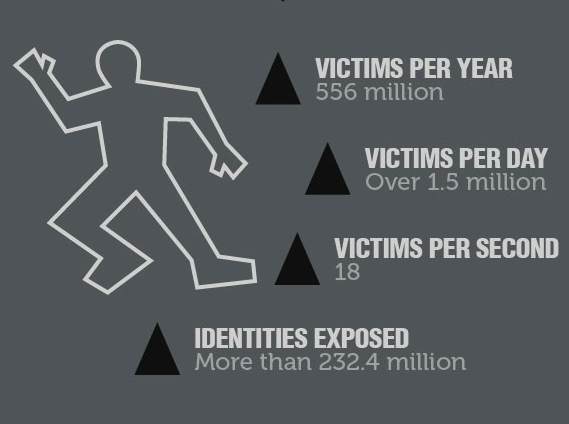 VICTIMS PER YEAR
556 million
VICTIMS PER DAY
Over 1.5 million
VICTIMS PER SECOND
18
IDENTITIES EXPOSED
More than 232.4 million